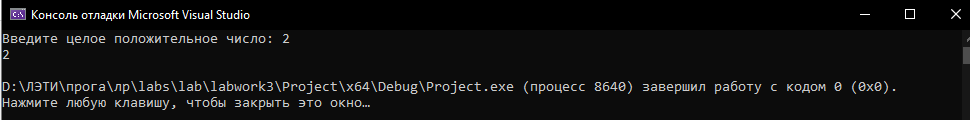 Консоль отладки Microsoft Visual Studio
Введите целое положительное число: 2
2
D:\ЛЭТИ\прога\лр\labs\lab\labwork3\Project\x64\Debug\Project.exe (процесс 8640) завершил работу с кодом 0 (0x0).
Нажмите любую клавишу, чтобы закрыть это окно…